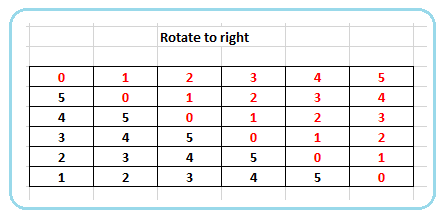 Rotate to right
0 1 2 3 4 5
5 0 1 2 3 4
4 5 0 1 2 3
3 4 5 0 1 2
2 3 4 5 0 1
1 2 3 4 5 0